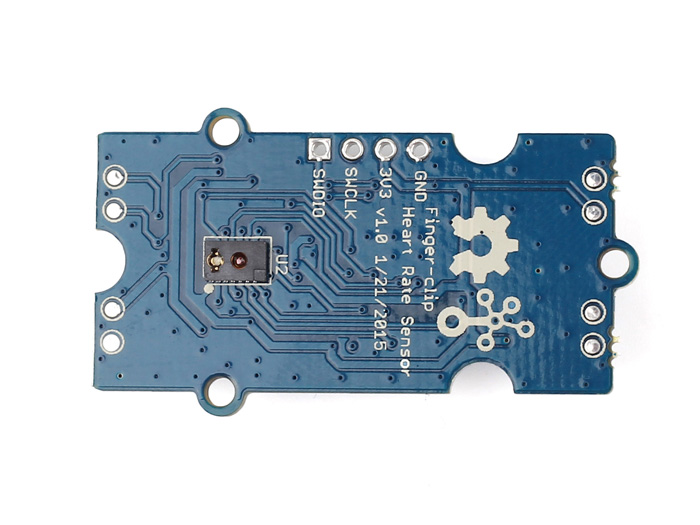 SWDIO
SWCLK
3V3
GND
Finger-clip
Heart Rate Sensor
v1.0 1/21/2015
U2